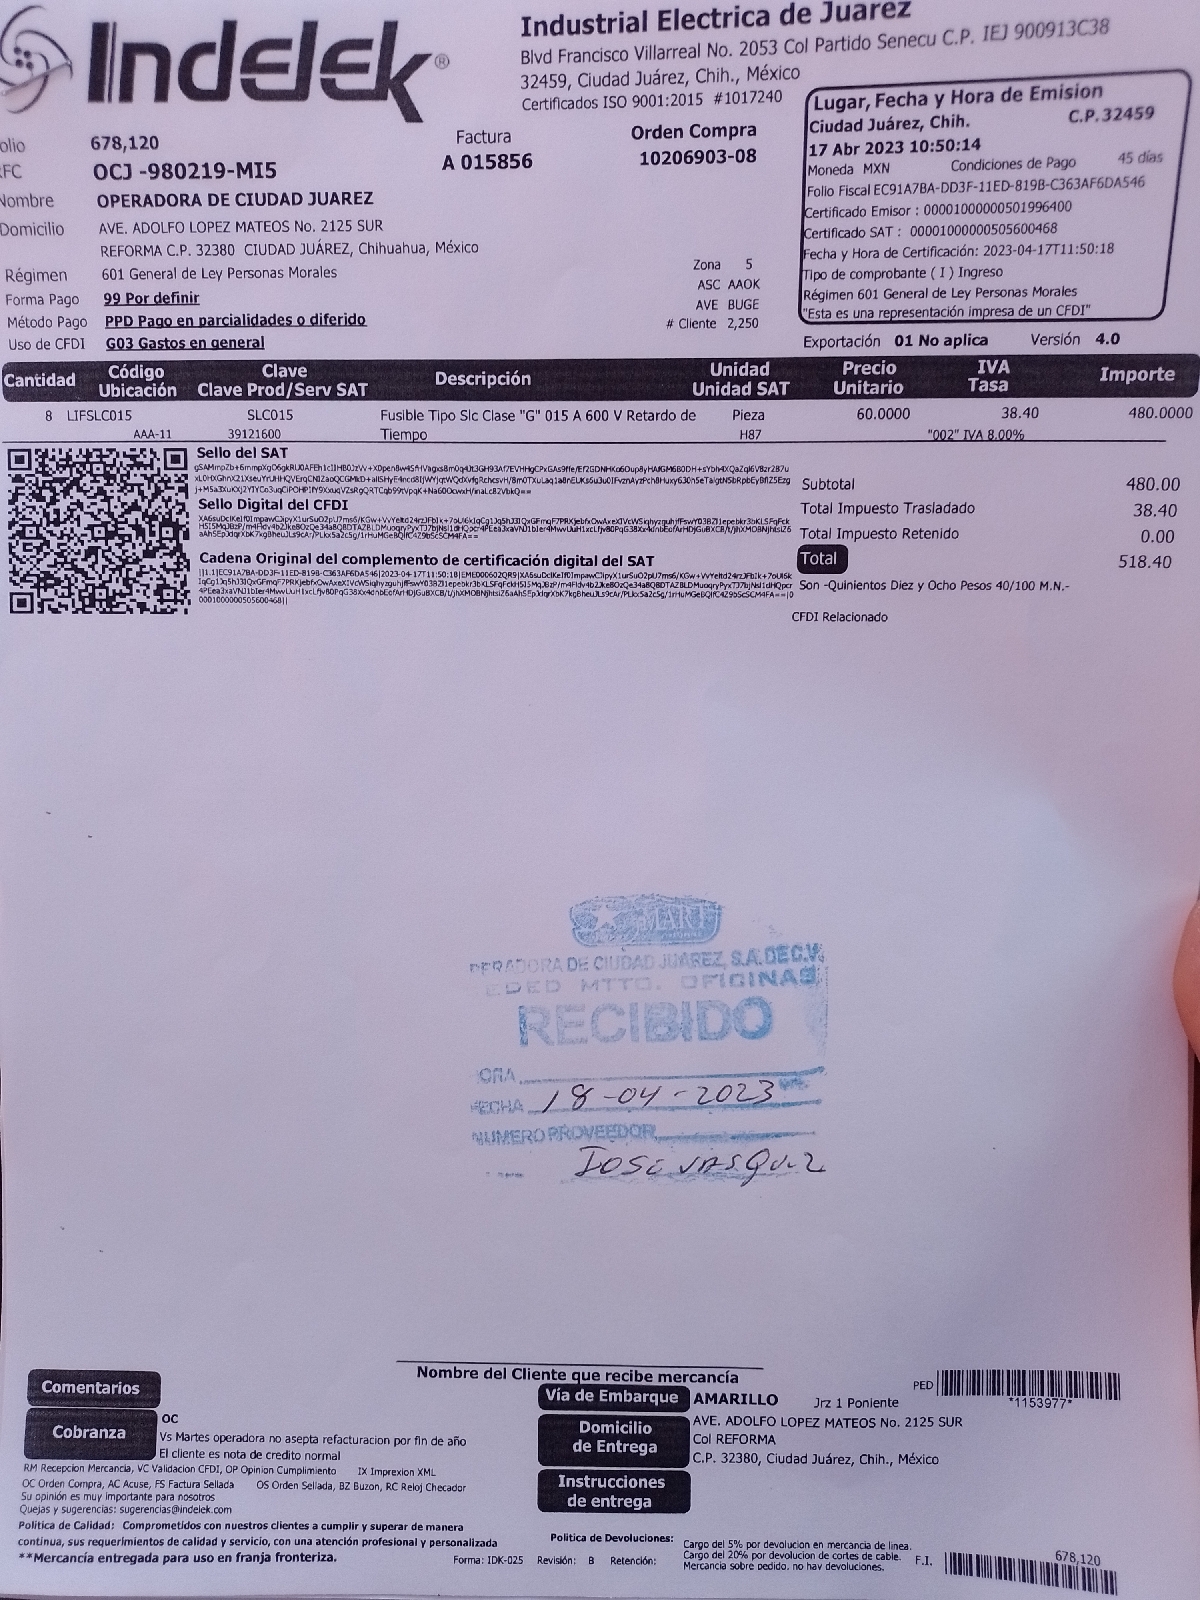 Indelek®
Industrial Electrica de Juarez
Blvd Francisco Villarreal No. 2053 Col Partido Senecu C.P. IEJ 900913C38
32459, Ciudad Juárez, Chih., México
Certificados ISO 9001:2015 #1017240
Lugar, Fecha y Hora de Emision
Ciudad Juárez, Chih. C.P. 32459
17 Abr 2023 10:50:14
Moneda MXN Condiciones de Pago 45 días
Folio Fiscal EC91A7BA-DD3F-11ED-819B-C363AF6DA546
Certificado Emisor : 00001000000501996400
Certificado SAT : 00001000000505600468
Fecha y Hora de Certificación: 2023-04-17T11:50:18
Tipo de comprobante ( I ) Ingreso
Régimen 601 General de Ley Personas Morales
"Esta es una representación impresa de un CFDI"
olio 678,120
Factura
A 015856
Orden Compra
10206903-08
RFC OCJ -980219-MI5
Nombre OPERADORA DE CIUDAD JUAREZ
Domicilio AVE. ADOLFO LOPEZ MATEOS No. 2125 SUR
REFORMA C.P. 32380 CIUDAD JUÁREZ, Chihuahua, México
Régimen 601 General de Ley Personas Morales
Forma Pago 99 Por definir
Método Pago PPD Pago en parcialidades o diferido
Uso de CFDI G03 Gastos en general
Zona 5
ASC AAOK
AVE BUGE
# Cliente 2,250
Exportación 01 No aplica Versión 4.0
Cantidad Código Ubicación Clave Clave Prod/Serv SAT Descripción Unidad Unidad SAT Precio Unitario IVA Tasa Importe
8 LIFSLC015 SLC015 Fusible Tipo Slc Clase "G" 015 A 600 V Retardo de Pieza 60.0000 38.40 480.0000
AAA-11 39121600 Tiempo H87 "002" IVA 8.00%
Sello del SAT
Sello Digital del CFDI
Cadena Original del complemento de certificación digital del SAT
Subtotal 480.00
Total Impuesto Trasladado 38.40
Total Impuesto Retenido 0.00
Total 518.40
Son -Quinientos Diez y Ocho Pesos 40/100 M.N.-
CFDI Relacionado
MART
PERADORA DE CIUDAD JUAREZ, S.A. DE C.V.
MTTO. OFICINAS
RECIBIDO
ORA
FECHA 18-04-2023
NUMERO PROVEEDOR
JOSE VASQUEZ
Nombre del Cliente que recibe mercancía
Comentarios
Cobranza
OC
Vs Martes operadora no asepta refacturacion por fin de año
El cliente es nota de credito normal
RM Recepcion Mercancia, VC Validacion CFDI, OP Opinion Cumplimiento IX Imprexion XML
OC Orden Compra, AC Acuse, FS Factura Sellada OS Orden Sellada, BZ Buzon, RC Reloj Checador
Su opinión es muy importante para nosotros
Quejas y sugerencias: sugerencias@indelek.com
Politica de Calidad: Comprometidos con nuestros clientes a cumplir y superar de manera
continua, sus requerimientos de calidad y servicio, con una atención profesional y personalizada
**Mercancía entregada para uso en franja fronteriza.
Vía de Embarque AMARILLO Jrz 1 Poniente
Domicilio de Entrega
AVE. ADOLFO LOPEZ MATEOS No. 2125 SUR
Col REFORMA
C.P. 32380, Ciudad Juárez, Chih., México
Instrucciones de entrega
PED
*1153977*
Forma: IDK-025 Revisión: B Retención:
Politica de Devoluciones:
Cargo del 5% por devolucion en mercancia de linea.
Cargo del 20% por devolucion de cortes de cable.
Mercancia sobre pedido. no hay devoluciones.
F.I. 678,120